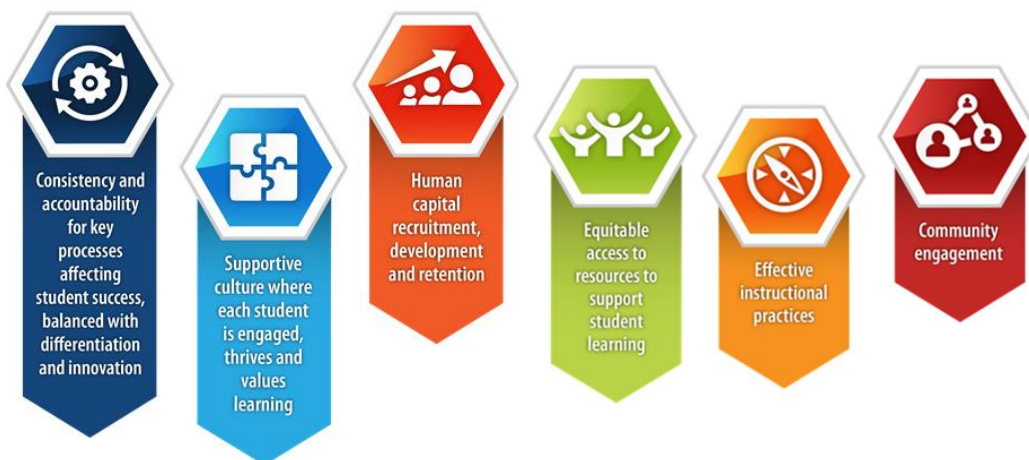 Consistency and
accountability
for key
processes
affecting
student success,
balanced with
differentiation
and innovation
Supportive
culture where
each student
is engaged,
thrives and
values
learning
Human
capital
recruitment,
development
and retention
Equitable
access to
resources to
support
student
learning
Effective
instructional
practices
Community
engagement